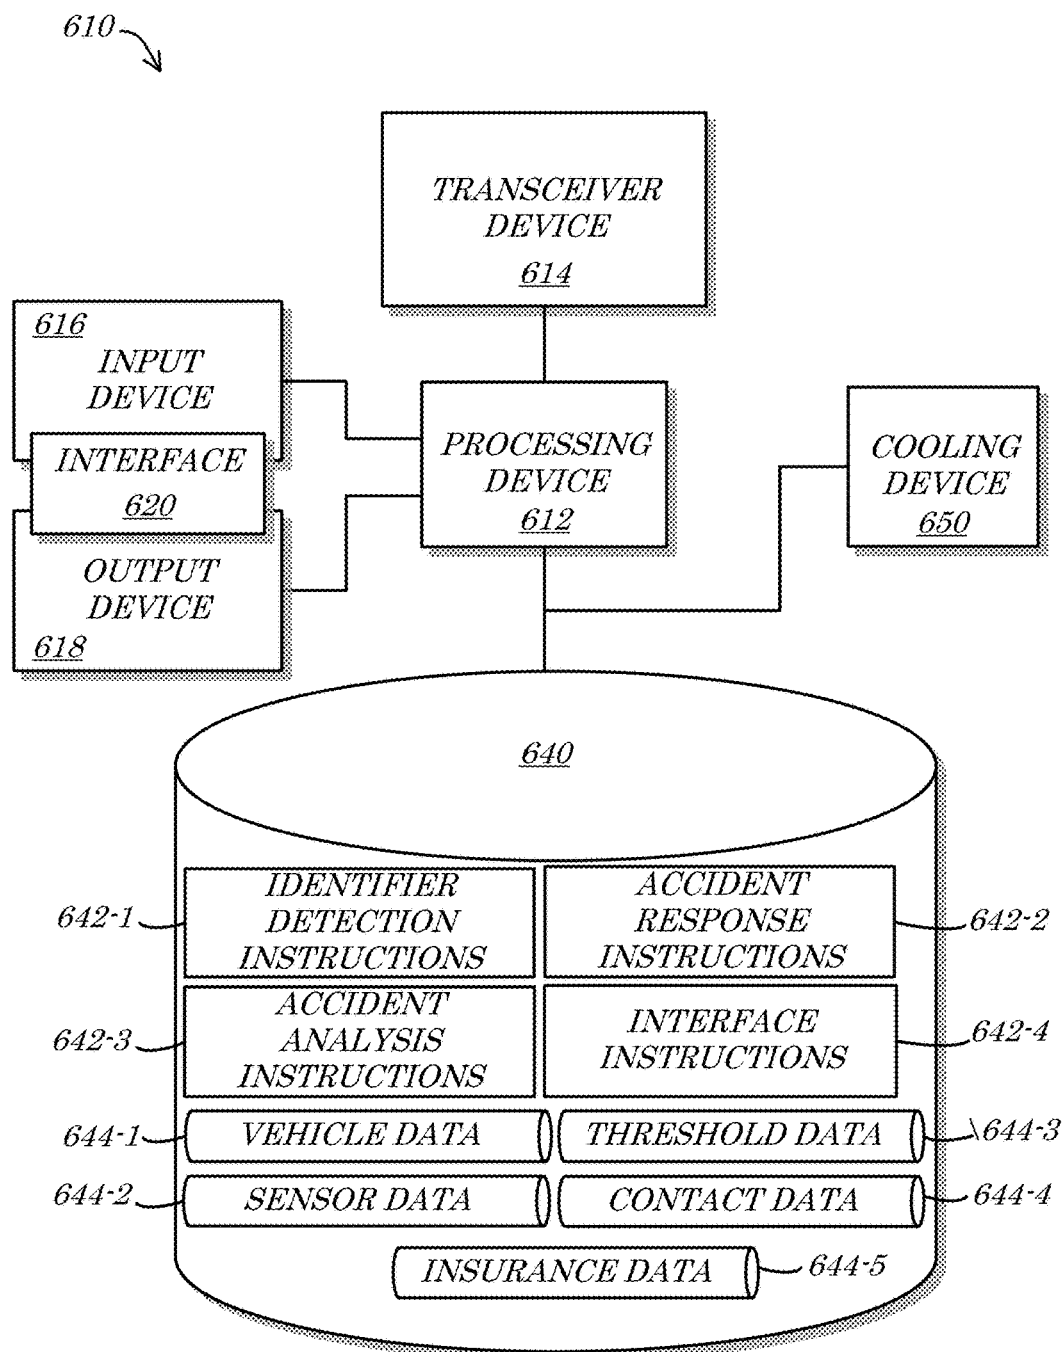 610
TRANSCEIVER
DEVICE
614
616
INPUT
DEVICE
INTERFACE
620
OUTPUT
DEVICE
618
PROCESSING
DEVICE
612
COOLING
DEVICE
650
640
642-1
IDENTIFIER
DETECTION
INSTRUCTIONS
ACCIDENT
RESPONSE
INSTRUCTIONS
642-2
642-3
ACCIDENT
ANALYSIS
INSTRUCTIONS
INTERFACE
INSTRUCTIONS
642-4
644-1
VEHICLE DATA
THRESHOLD DATA
644-3
644-2
SENSOR DATA
CONTACT DATA
644-4
INSURANCE DATA
644-5